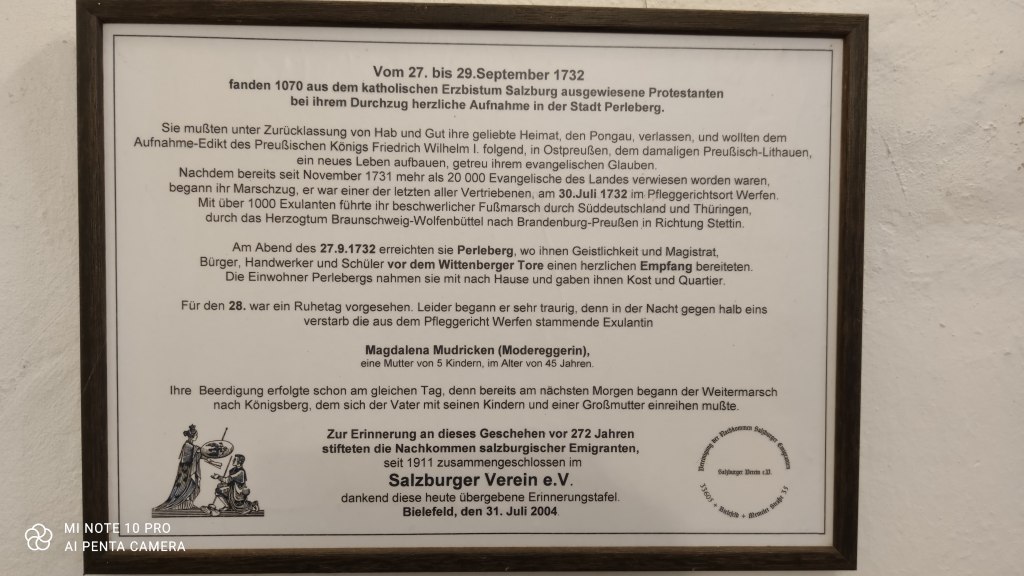 Vom 27. bis 29.September 1732
fanden 1070 aus dem katholischen Erzbistum Salzburg ausgewiesene Protestanten
bei ihrem Durchzug herzliche Aufnahme in der Stadt Perleberg.
Sie mußten unter Zurücklassung von Hab und Gut ihre geliebte Heimat, den Pongau, verlassen, und wollten dem
Aufnahme-Edikt des Preußischen Königs Friedrich Wilhelm I. folgend, in Ostpreußen, dem damaligen Preußisch-Lithauen,
ein neues Leben aufbauen, getreu ihrem evangelischen Glauben.
Nachdem bereits seit November 1731 mehr als 20 000 Evangelische des Landes verwiesen worden waren,
begann ihr Marschzug, er war einer der letzten aller Vertriebenen, am 30.Juli 1732 im Pfleggerichtsort Werfen.
Mit über 1000 Exulanten führte ihr beschwerlicher Fußmarsch durch Süddeutschland und Thüringen,
durch das Herzogtum Braunschweig-Wolfenbüttel nach Brandenburg-Preußen in Richtung Stettin.
Am Abend des 27.9.1732 erreichten sie Perleberg, wo ihnen Geistlichkeit und Magistrat,
Bürger, Handwerker und Schüler vor dem Wittenberger Tore einen herzlichen Empfang bereiteten.
Die Einwohner Perlebergs nahmen sie mit nach Hause und gaben ihnen Kost und Quartier.
Für den 28. war ein Ruhetag vorgesehen. Leider begann er sehr traurig, denn in der Nacht gegen halb eins
verstarb die aus dem Pfleggericht Werfen stammende Exulantin
Magdalena Mudricken (Modereggerin),
eine Mutter von 5 Kindern, im Alter von 45 Jahren.
Ihre Beerdigung erfolgte schon am gleichen Tag, denn bereits am nächsten Morgen begann der Weitermarsch
nach Königsberg, dem sich der Vater mit seinen Kindern und einer Großmutter einreihen mußte.
Zur Erinnerung an dieses Geschehen vor 272 Jahren
stifteten die Nachkommen salzburgischer Emigranten,
seit 1911 zusammengeschlossen im
Salzburger Verein e.V.
dankend diese heute übergebene Erinnerungstafel.
Bielefeld, den 31. Juli 2004
Vereinigung der Nachkommen Salzburger Emigranten
Salzburger Verein e.V.
33605 + Bielefeld + Memeler Straße 35
MI NOTE 10 PRO
AI PENTA CAMERA